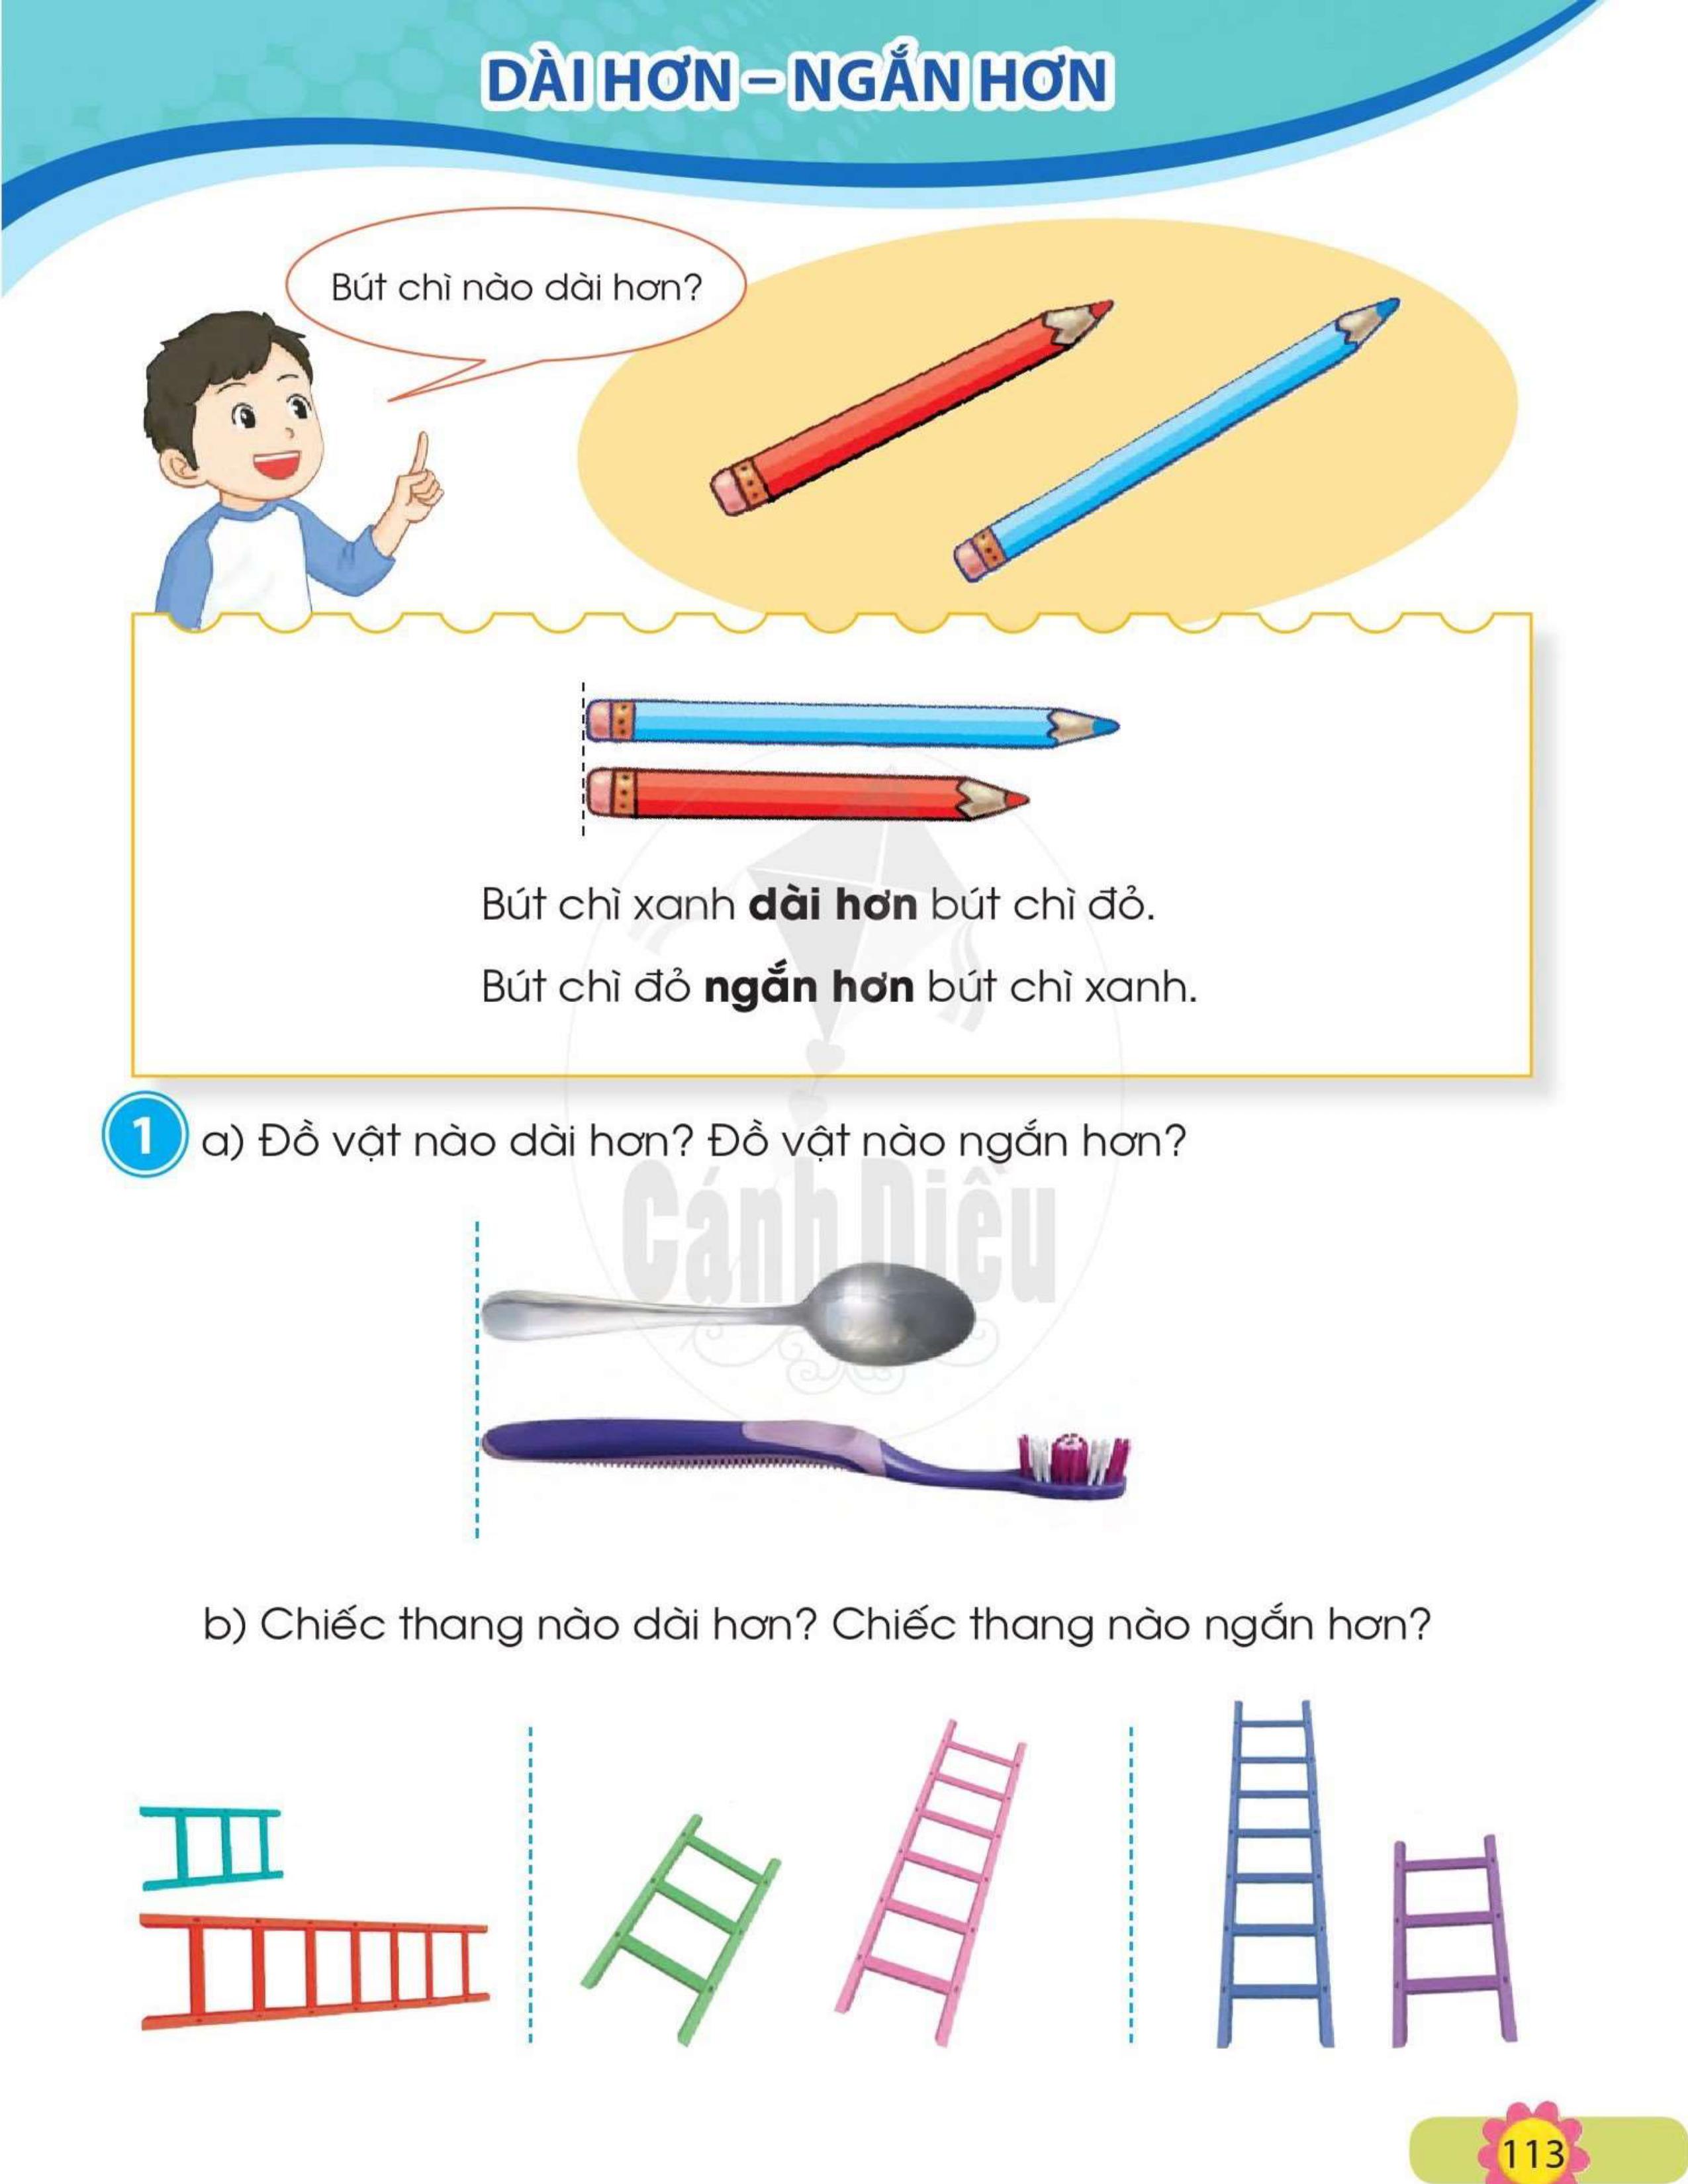 DÀI HƠN – NGẮN HƠN
Bút chì nào dài hơn?
Bút chì xanh dài hơn bút chì đỏ.
Bút chì đỏ ngắn hơn bút chì xanh.
1 a) Đồ vật nào dài hơn? Đồ vật nào ngắn hơn?
Cánh Diều
b) Chiếc thang nào dài hơn? Chiếc thang nào ngắn hơn?
113